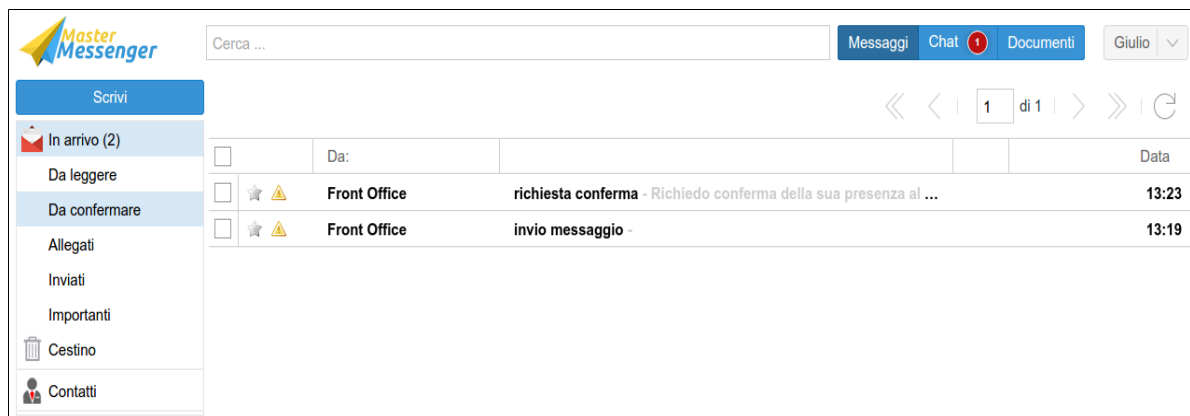 Master
Messenger
Cerca ...
Messaggi Chat 1 Documenti
Giulio
Scrivi
1 di 1
In arrivo (2)
Da leggere
Da confermare
Allegati
Inviati
Importanti
Cestino
Contatti
Da: Data
Front Office richiesta conferma - Richiedo conferma della sua presenza al ... 13:23
Front Office invio messaggio - 13:19